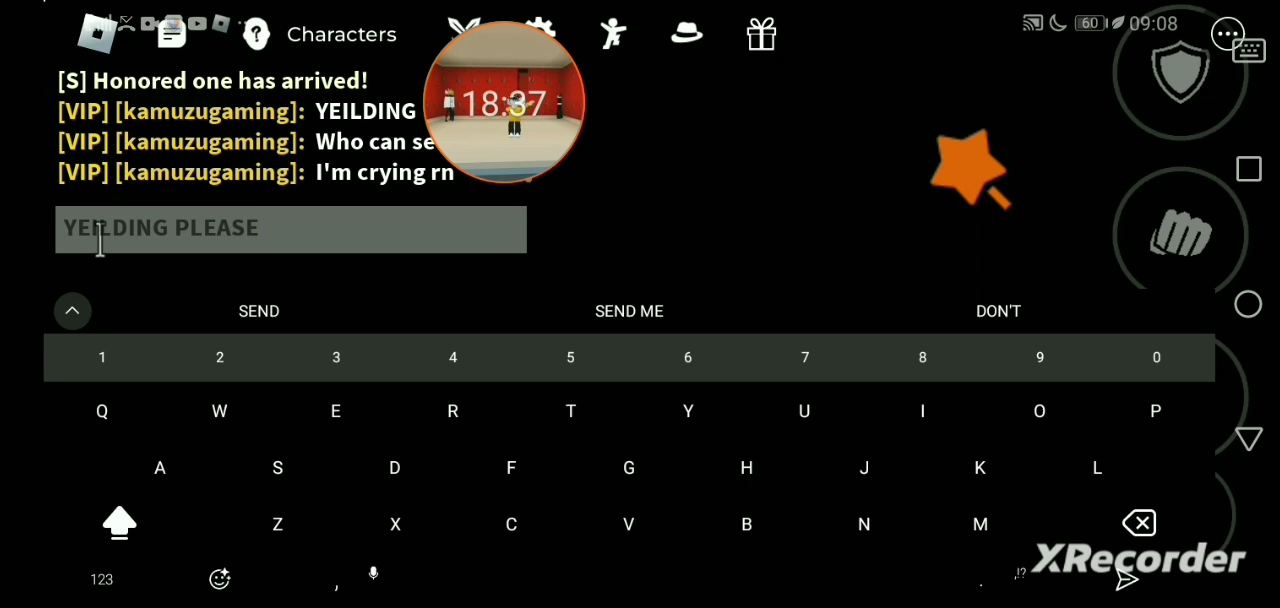 60 09:08
Characters
18:37
[S] Honored one has arrived!
[VIP] [kamuzugaming]: YEILDING
[VIP] [kamuzugaming]: Who can se
[VIP] [kamuzugaming]: I'm crying rn
YEILDING PLEASE
SEND SEND ME DON'T
1 2 3 4 5 6 7 8 9 0
Q W E R T Y U I O P
A S D F G H J K L
Z X C V B N M
123 , . !?
XRecorder